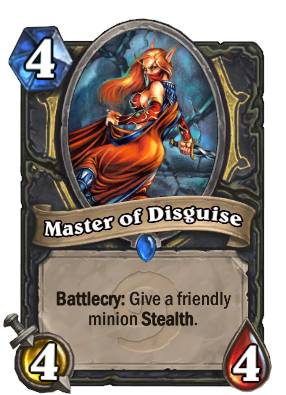 4
Master of Disguise
Battlecry: Give a friendly
minion Stealth.
4 4